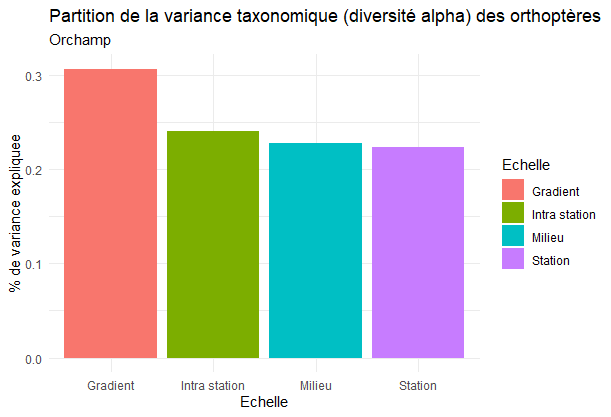 Partition de la variance taxonomique (diversité alpha) des orthoptères
Orchamp
% de variance expliquee
0.3
0.2
0.1
0.0
Gradient
Intra station
Milieu
Station
Echelle
Echelle
Gradient
Intra station
Milieu
Station